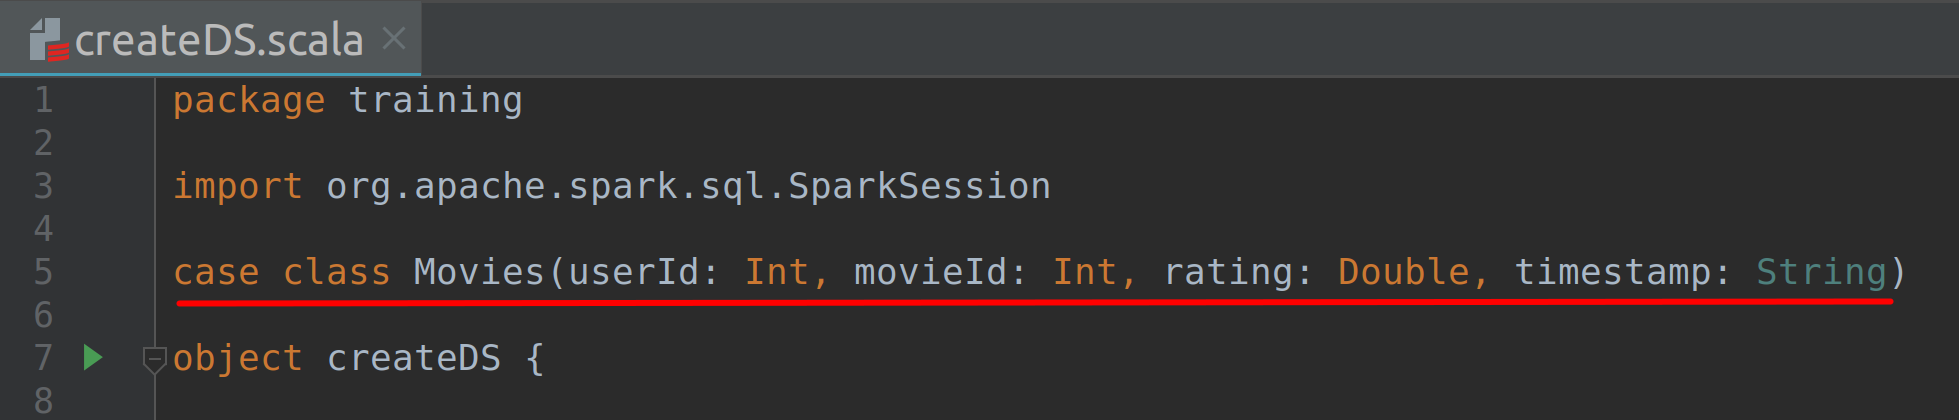 createDS.scala
1 package training
2
3 import org.apache.spark.sql.SparkSession
4
5 case class Movies(userId: Int, movieId: Int, rating: Double, timestamp: String)
6
7 object createDS {
8